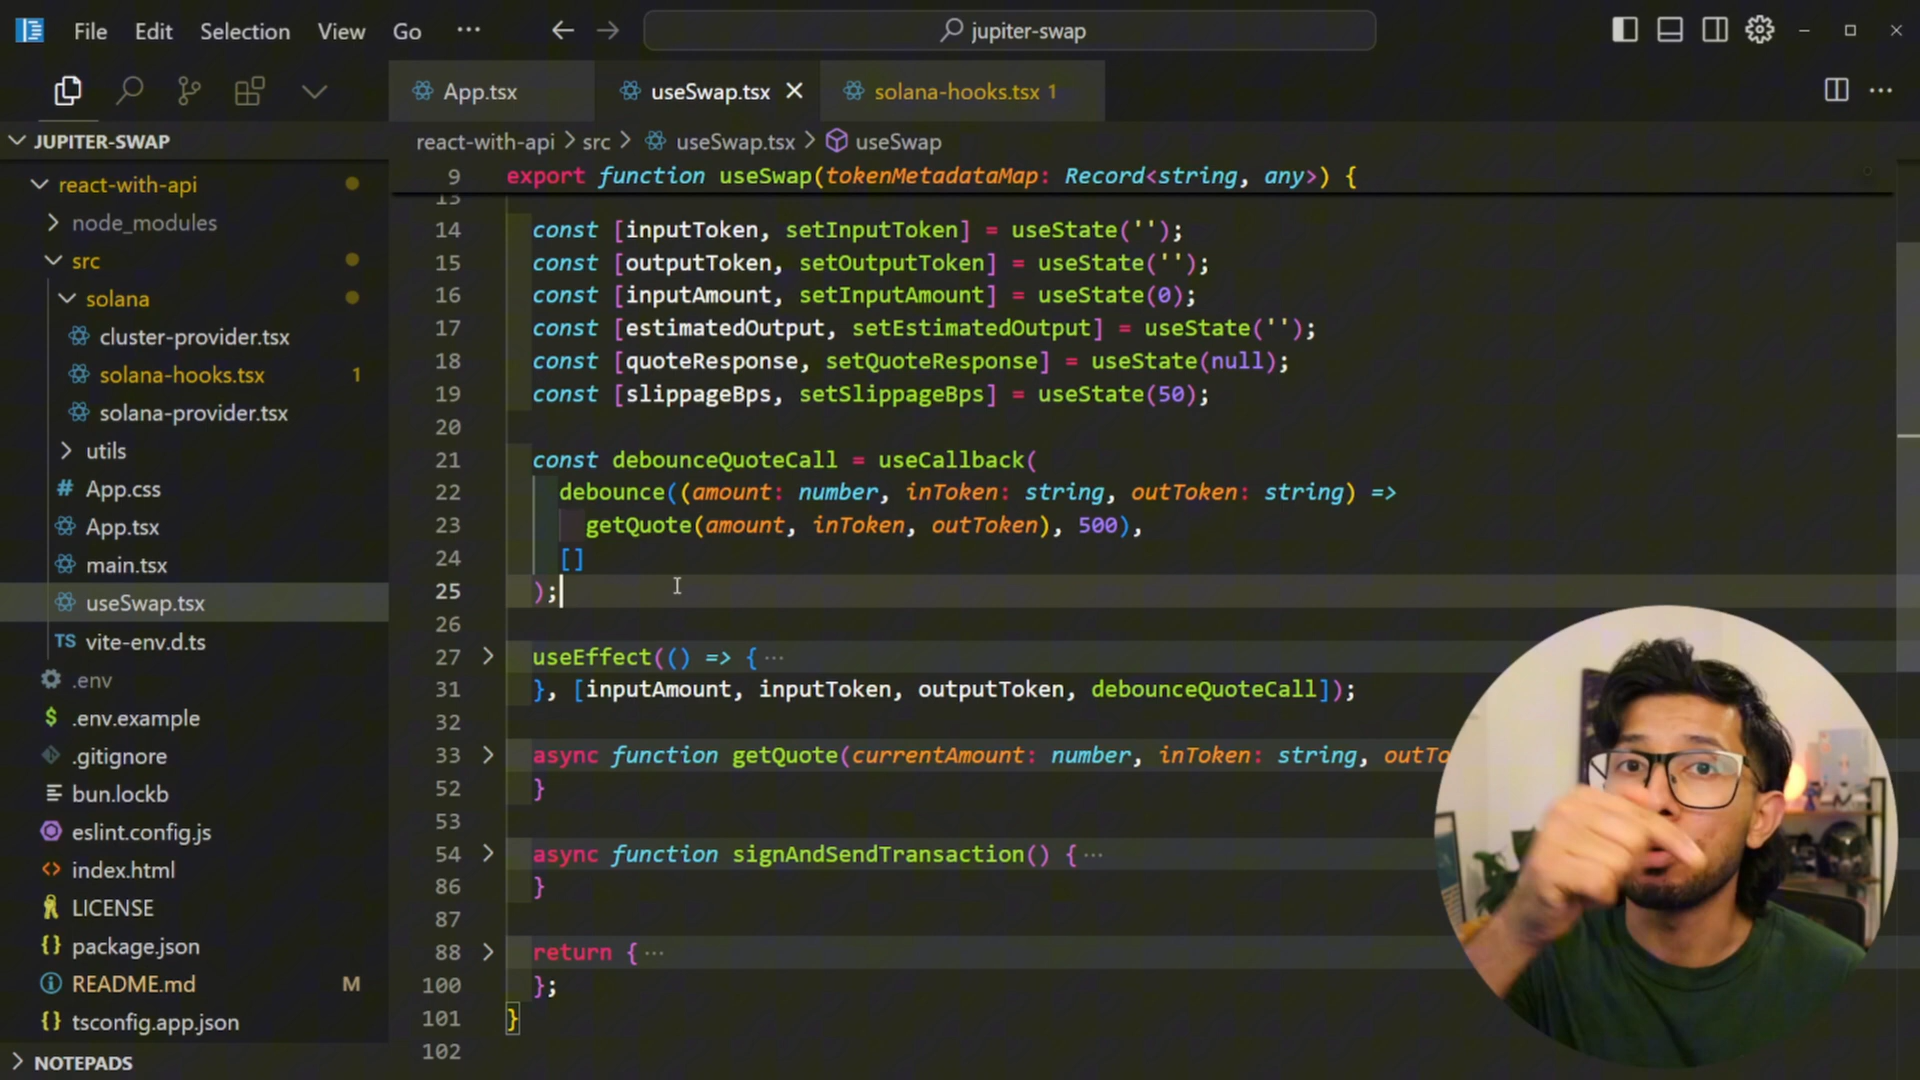 File Edit Selection View Go ···
jupiter-swap
App.tsx
useSwap.tsx
solana-hooks.tsx 1
JUPITER-SWAP
react-with-api > src > useSwap.tsx > useSwap
react-with-api
node_modules
src
solana
cluster-provider.tsx
solana-hooks.tsx 1
solana-provider.tsx
utils
# App.css
App.tsx
main.tsx
useSwap.tsx
TS vite-env.d.ts
.env
$ .env.example
.gitignore
bun.lockb
eslint.config.js
<> index.html
LICENSE
{} package.json
README.md M
{} tsconfig.app.json
NOTEPADS
9 export function useSwap(tokenMetadataMap: Record<string, any>) {
13
14 const [inputToken, setInputToken] = useState('');
15 const [outputToken, setOutputToken] = useState('');
16 const [inputAmount, setInputAmount] = useState(0);
17 const [estimatedOutput, setEstimatedOutput] = useState('');
18 const [quoteResponse, setQuoteResponse] = useState(null);
19 const [slippageBps, setSlippageBps] = useState(50);
20
21 const debounceQuoteCall = useCallback(
22 debounce((amount: number, inToken: string, outToken: string) =>
23 getQuote(amount, inToken, outToken), 500),
24 []
25 );
26
27 useEffect(() => { ···
31 }, [inputAmount, inputToken, outputToken, debounceQuoteCall]);
32
33 async function getQuote(currentAmount: number, inToken: string, outTo
52 }
53
54 async function signAndSendTransaction() { ···
86 }
87
88 return { ···
100 };
101 }
102